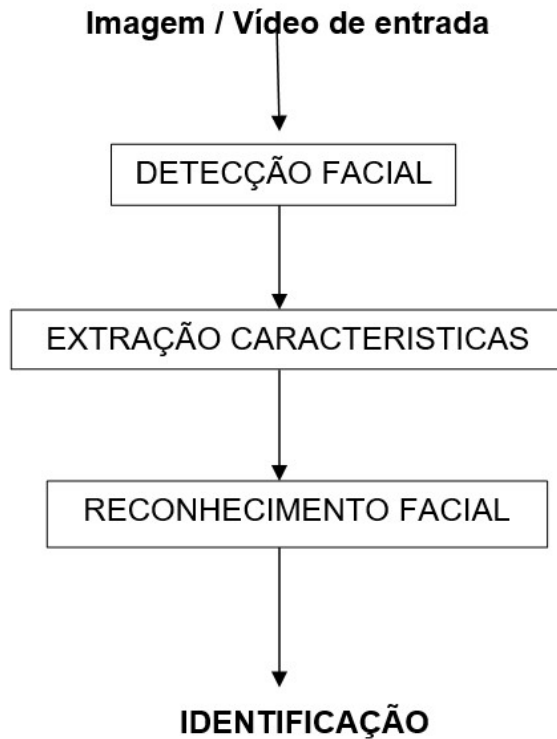 Imagem / Vídeo de entrada
DETECÇÃO FACIAL
EXTRAÇÃO CARACTERISTICAS
RECONHECIMENTO FACIAL
IDENTIFICAÇÃO